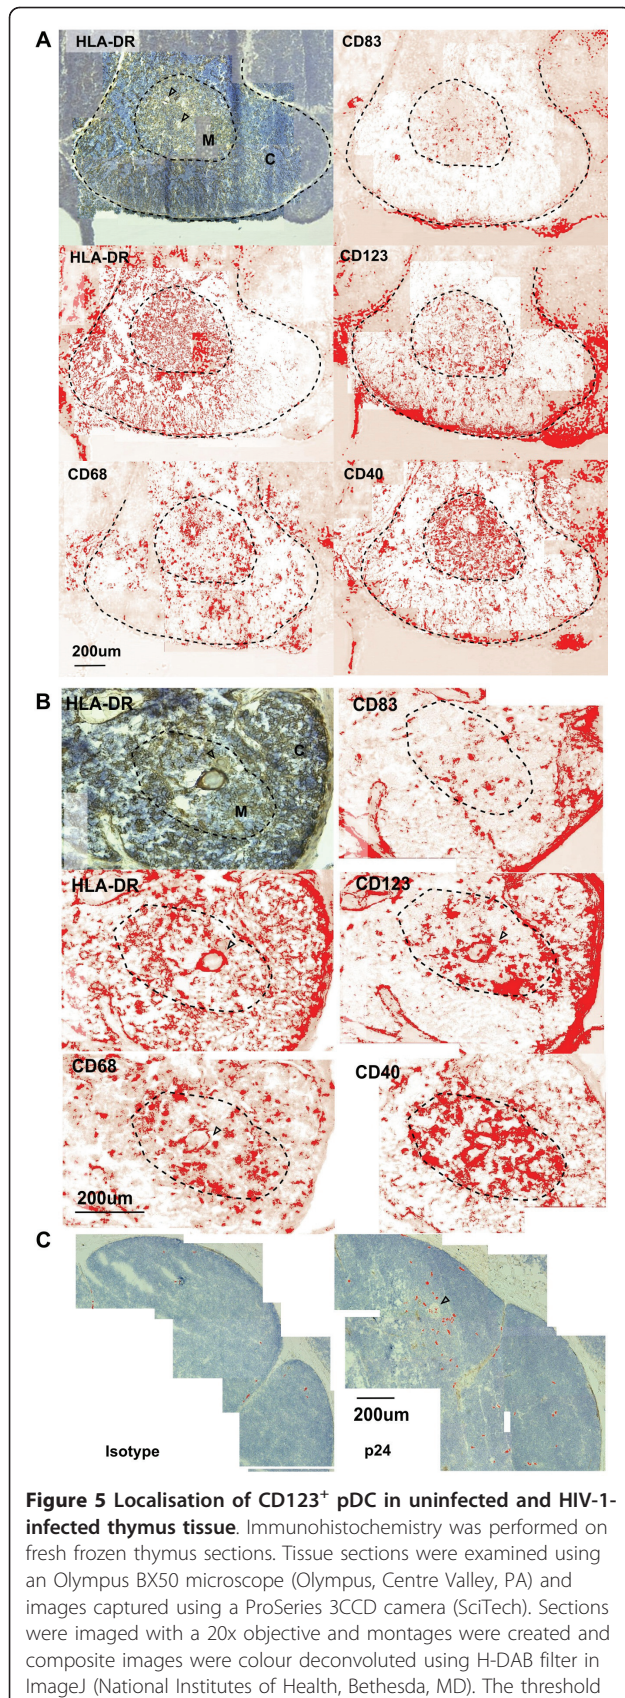 A
HLA-DR
CD83
M
C
HLA-DR
CD123
CD68
CD40
200um
B
HLA-DR
CD83
C
M
HLA-DR
CD123
CD68
CD40
200um
C
200um
Isotype
p24
Figure 5 Localisation of CD123+ pDC in uninfected and HIV-1-
infected thymus tissue. Immunohistochemistry was performed on
fresh frozen thymus sections. Tissue sections were examined using
an Olympus BX50 microscope (Olympus, Centre Valley, PA) and
images captured using a ProSeries 3CCD camera (SciTech). Sections
were imaged with a 20x objective and montages were created and
composite images were colour deconvoluted using H-DAB filter in
ImageJ (National Institutes of Health, Bethesda, MD). The threshold